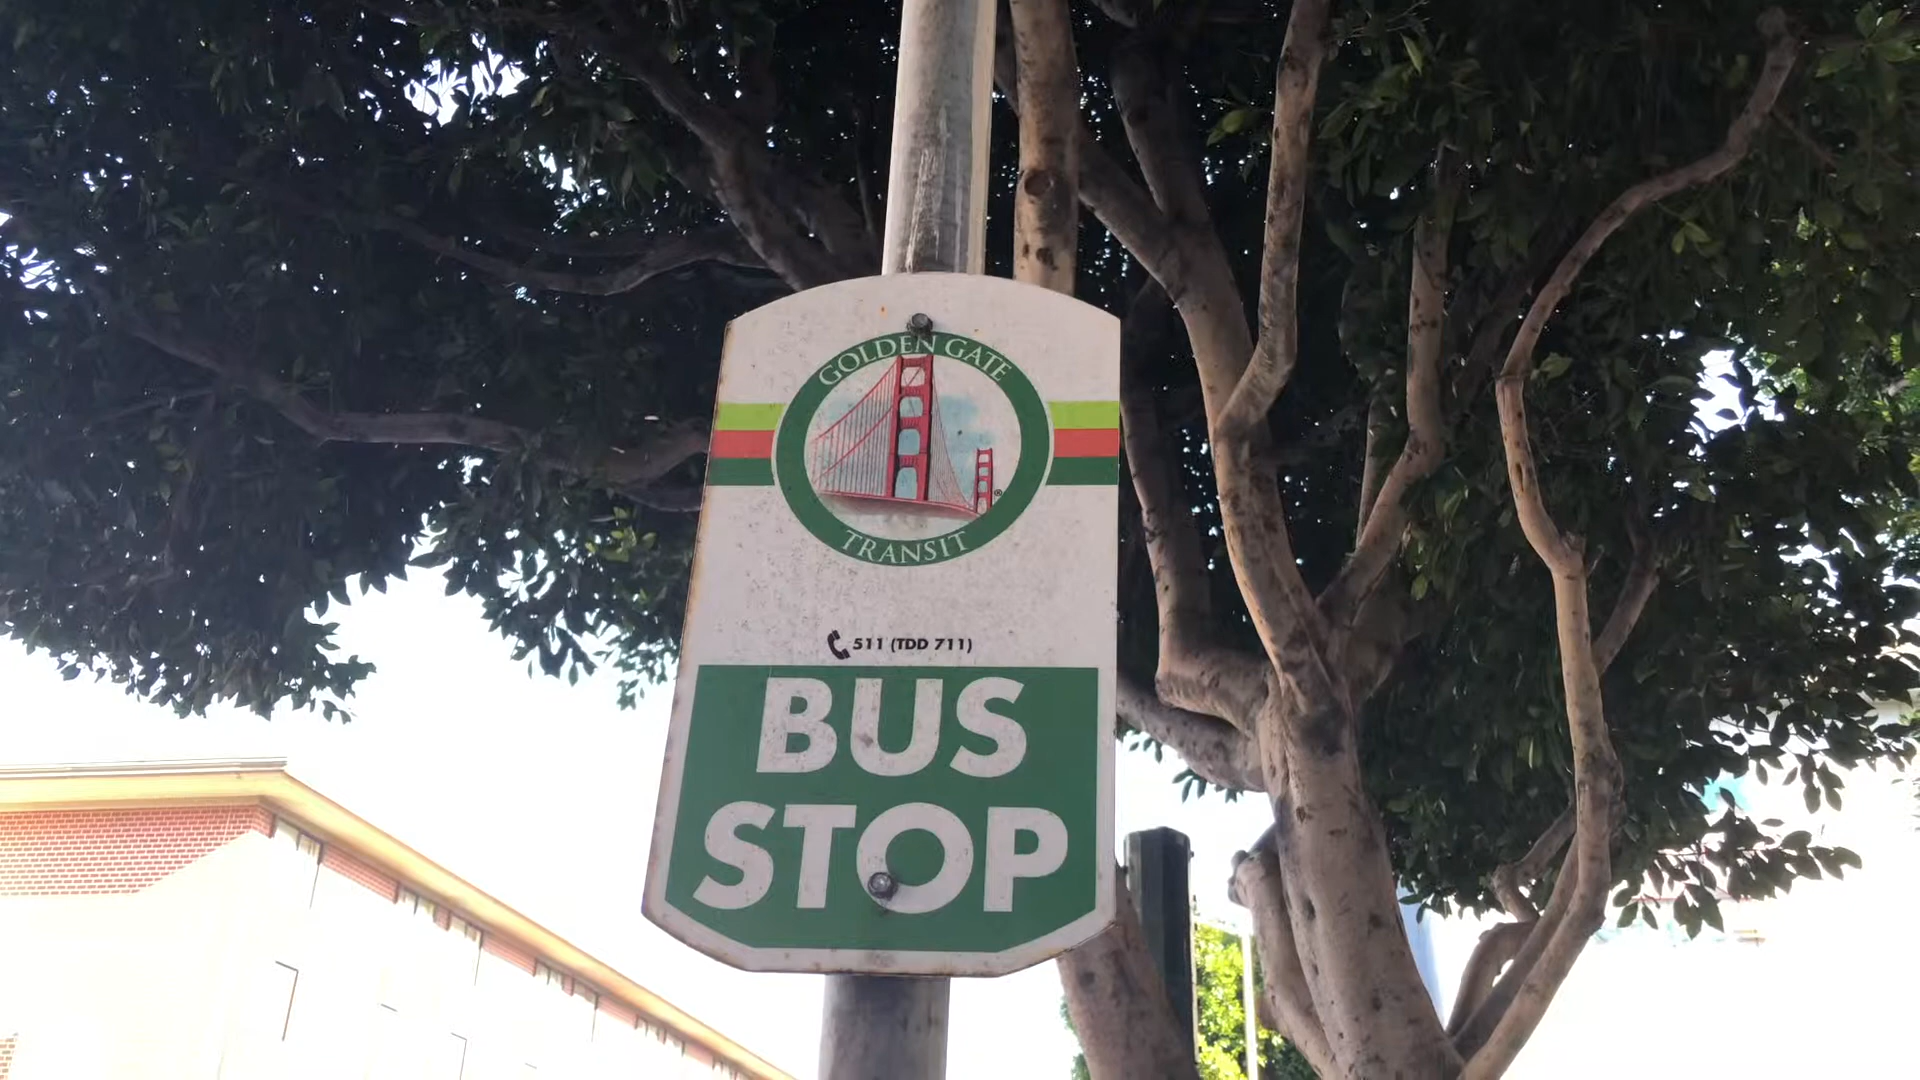 GOLDEN GATE
TRANSIT
511 (TDD 711)
BUS
STOP